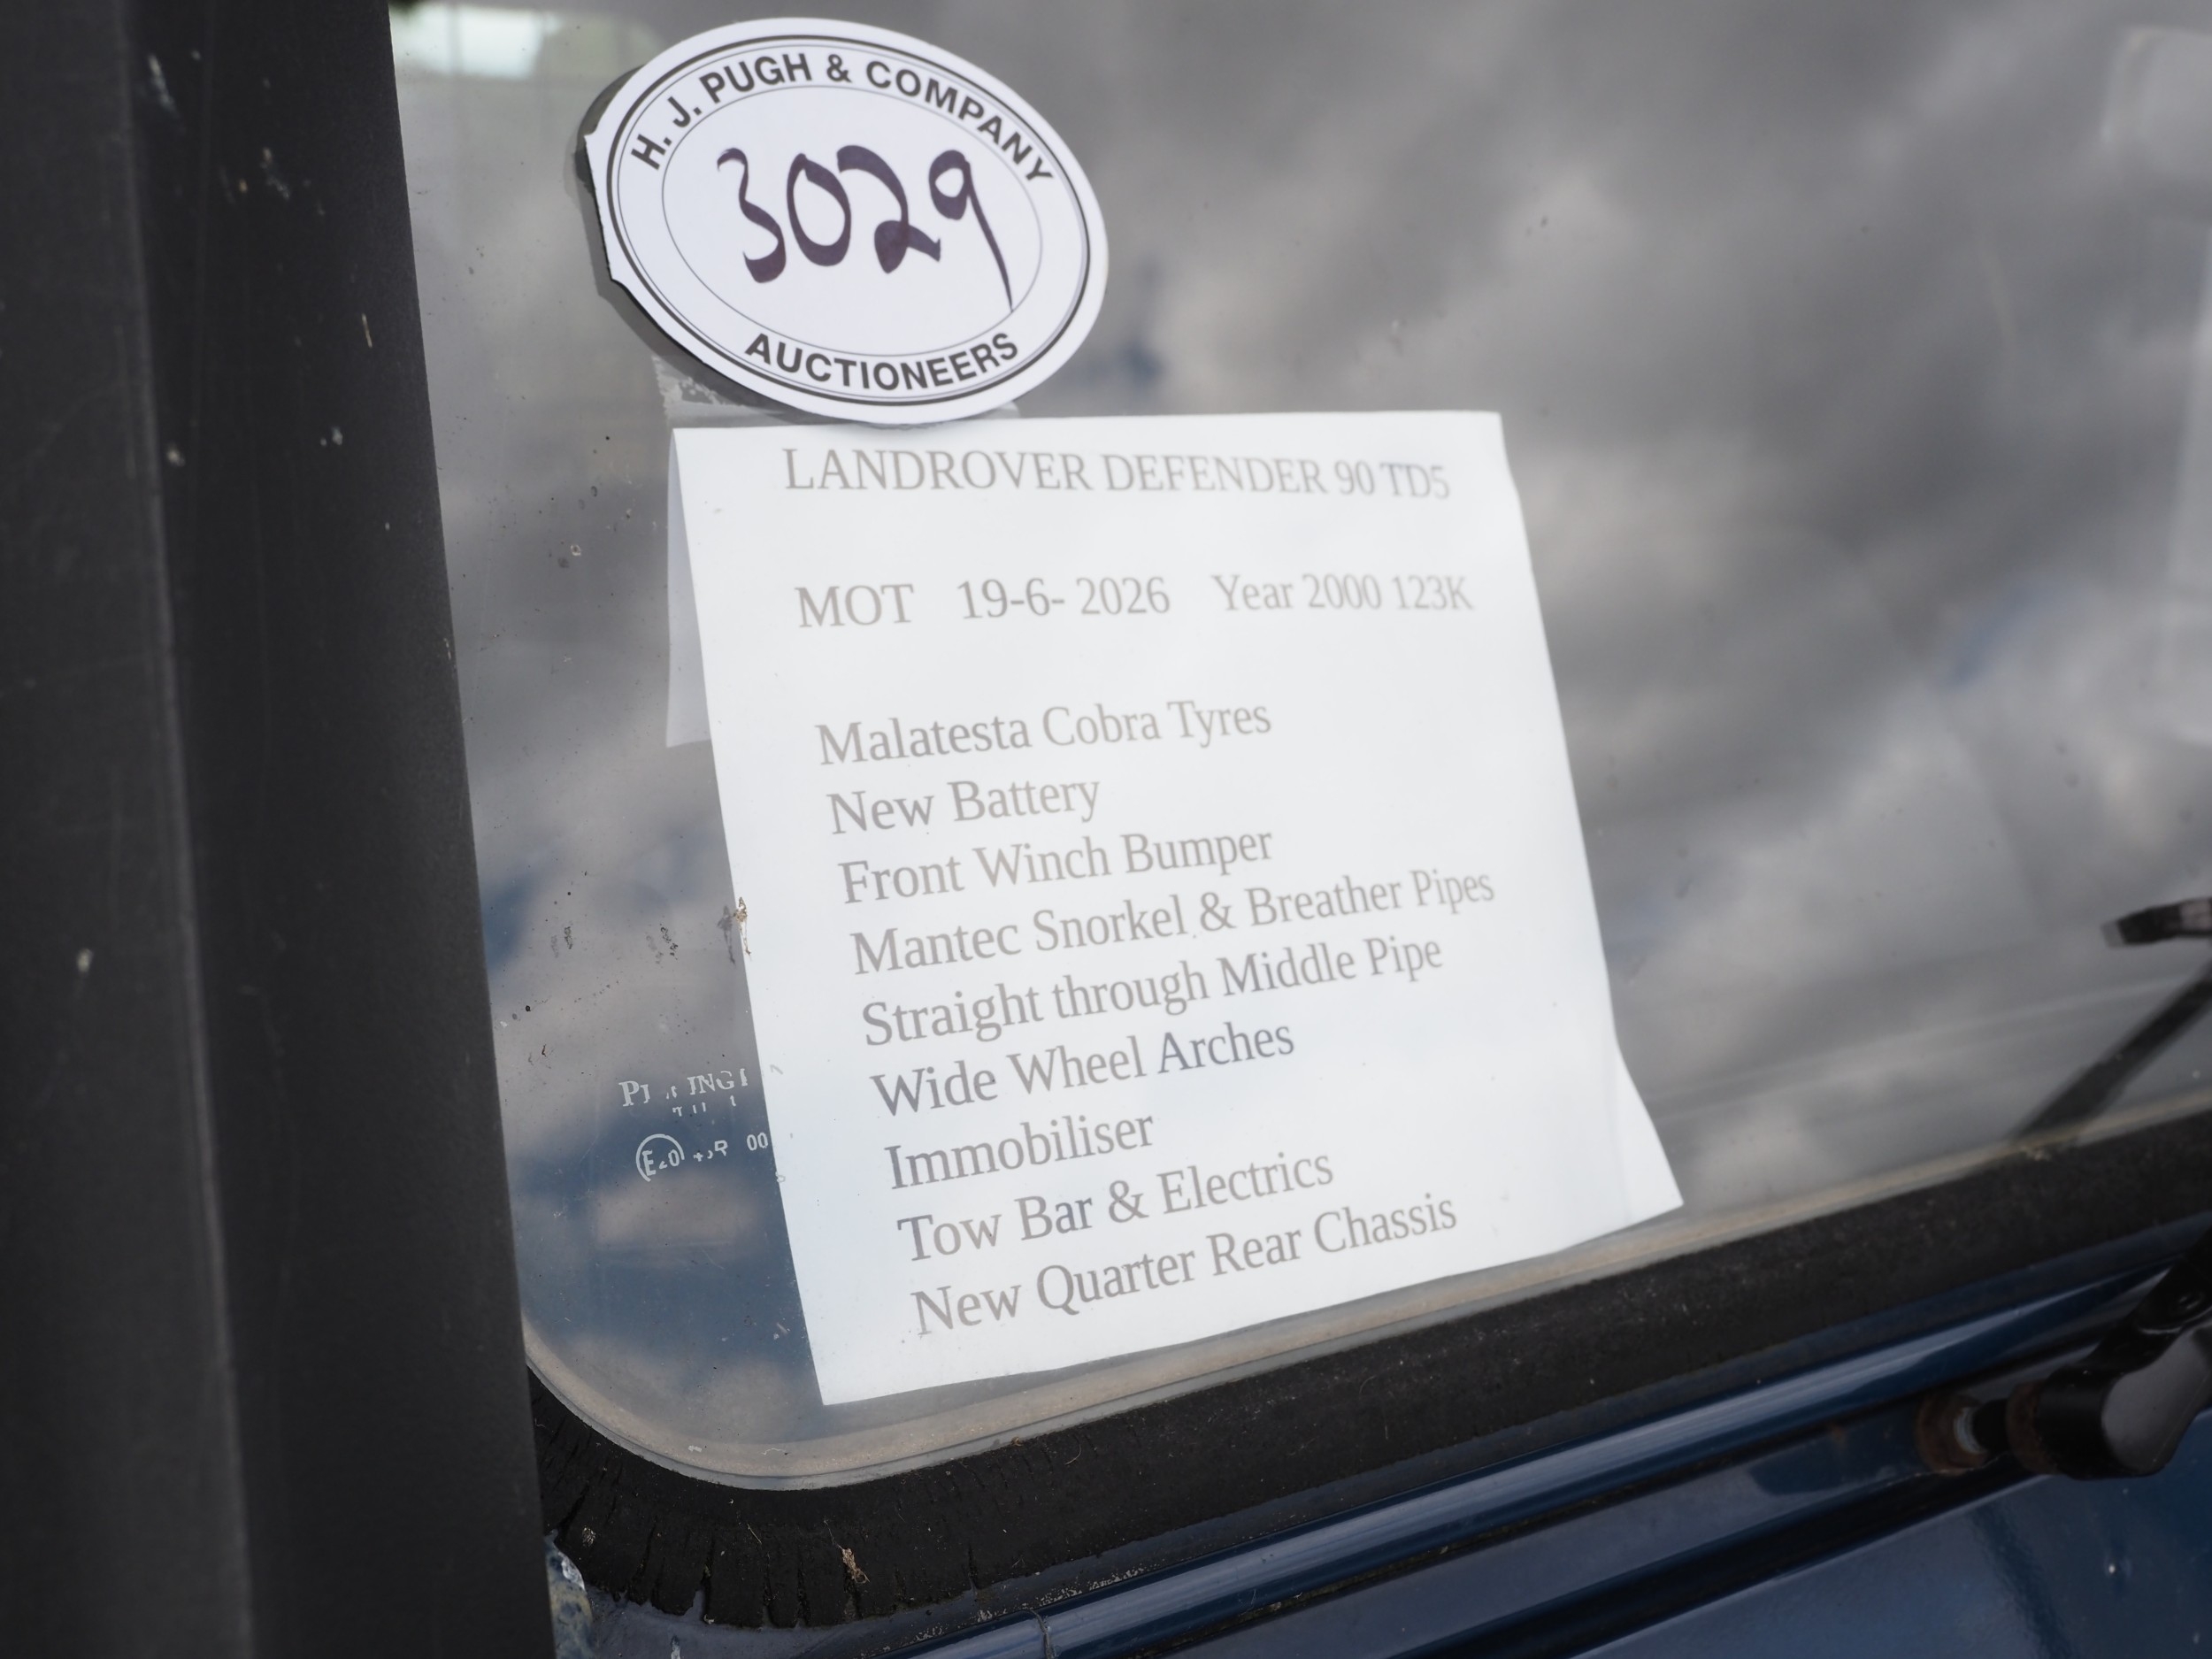 H. J. PUGH & COMPANY
3029
AUCTIONEERS
LANDROVER DEFENDER 90 TD5
MOT 19-6- 2026 Year 2000 123K
Malatesta Cobra Tyres
New Battery
Front Winch Bumper
Mantec Snorkel & Breather Pipes
Straight through Middle Pipe
Wide Wheel Arches
Immobiliser
Tow Bar & Electrics
New Quarter Rear Chassis
00